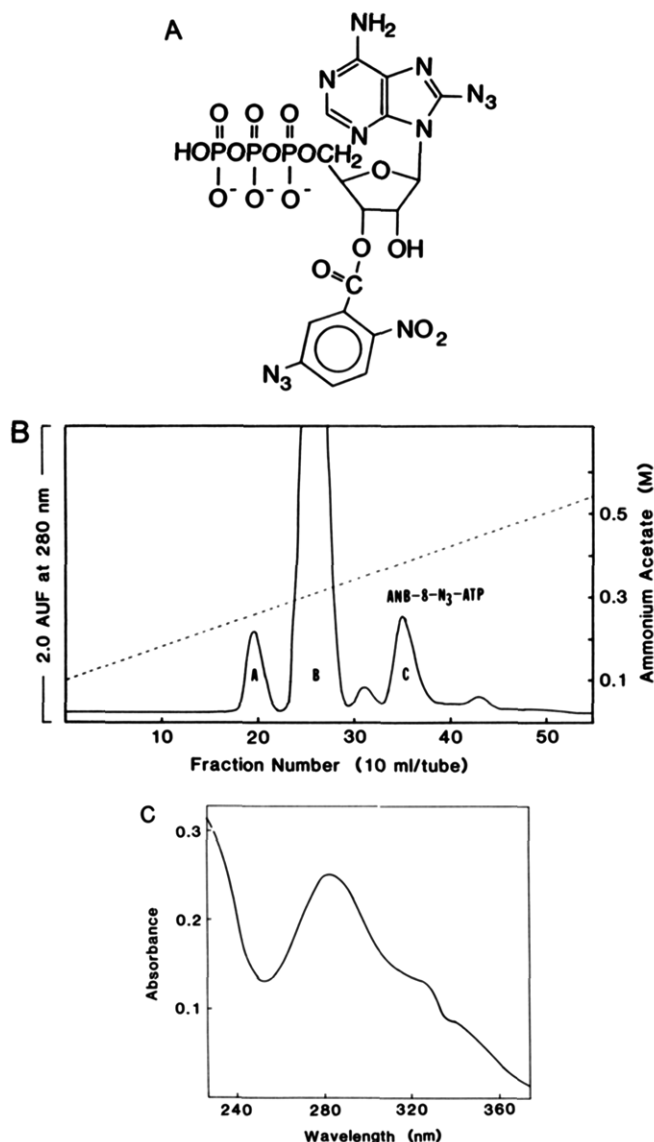 A
NH₂
N
N
N₃
N
N
O O O
HOPOPOPOCH₂
O
O⁻ O⁻ O⁻
O OH
O=C
NO₂
N₃
B
2.0 AUF at 280 nm
ANB-8-N₃-ATP
A
B
C
0.5
0.3
0.1
Ammonium Acetate (M)
10 20 30 40 50
Fraction Number (10 ml/tube)
C
0.3
0.2
0.1
Absorbance
240 280 320 360
Wavelength (nm)